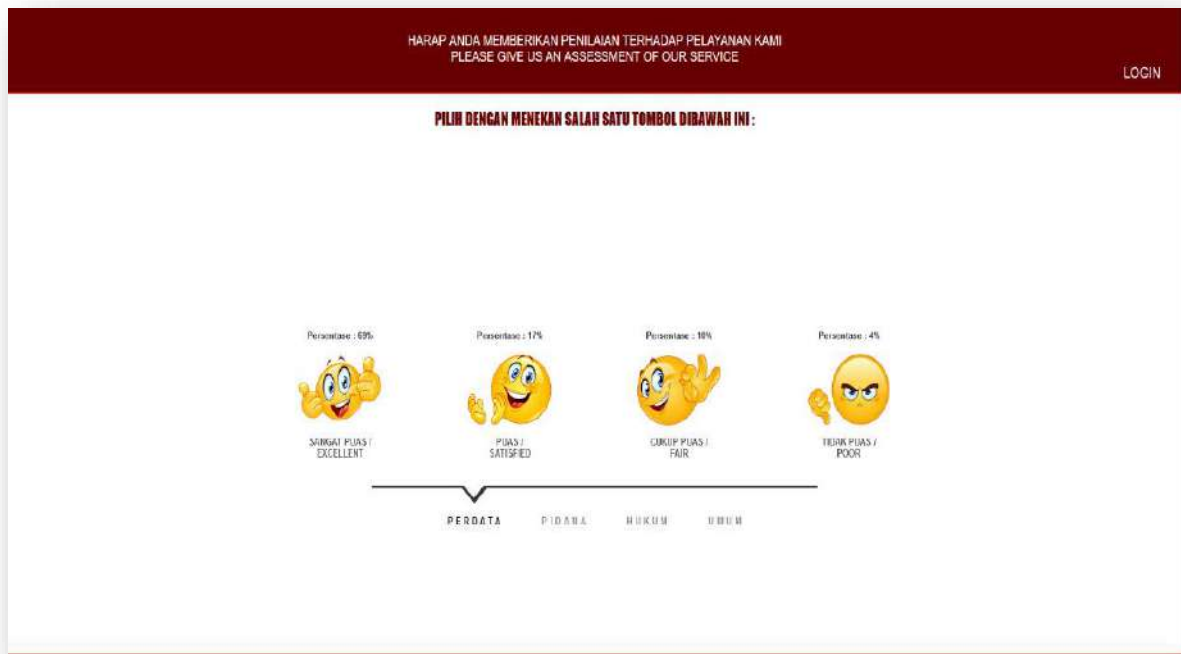 HARAP ANDA MEMBERIKAN PENILAIAN TERHADAP PELAYANAN KAMI
PLEASE GIVE US AN ASSESSMENT OF OUR SERVICE
LOGIN
PILIH DENGAN MENEKAN SALAH SATU TOMBOL DIBAWAH INI :
Persentase : 69% Persentase : 17% Persentase : 10% Persentase : 4%
SANGAT PUAS / PUAS / CUKUP PUAS / TIDAK PUAS /
EXCELLENT SATISFIED FAIR POOR
PERDATA PIDANA HUKUM UMUM